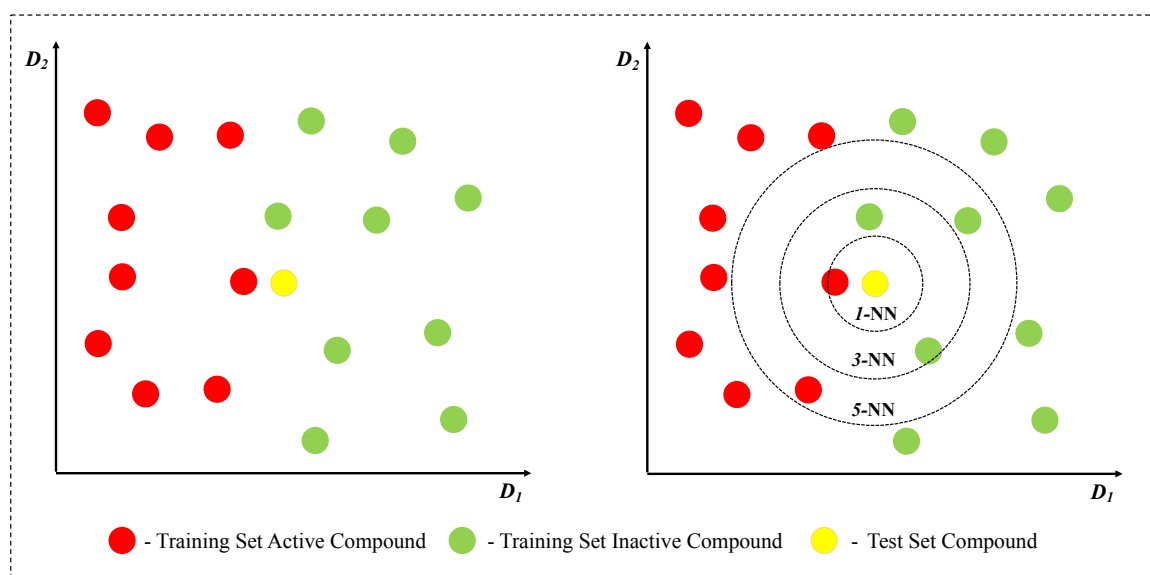 D2
D1
D2
1-NN
3-NN
5-NN
D1
- Training Set Active Compound
- Training Set Inactive Compound
- Test Set Compound